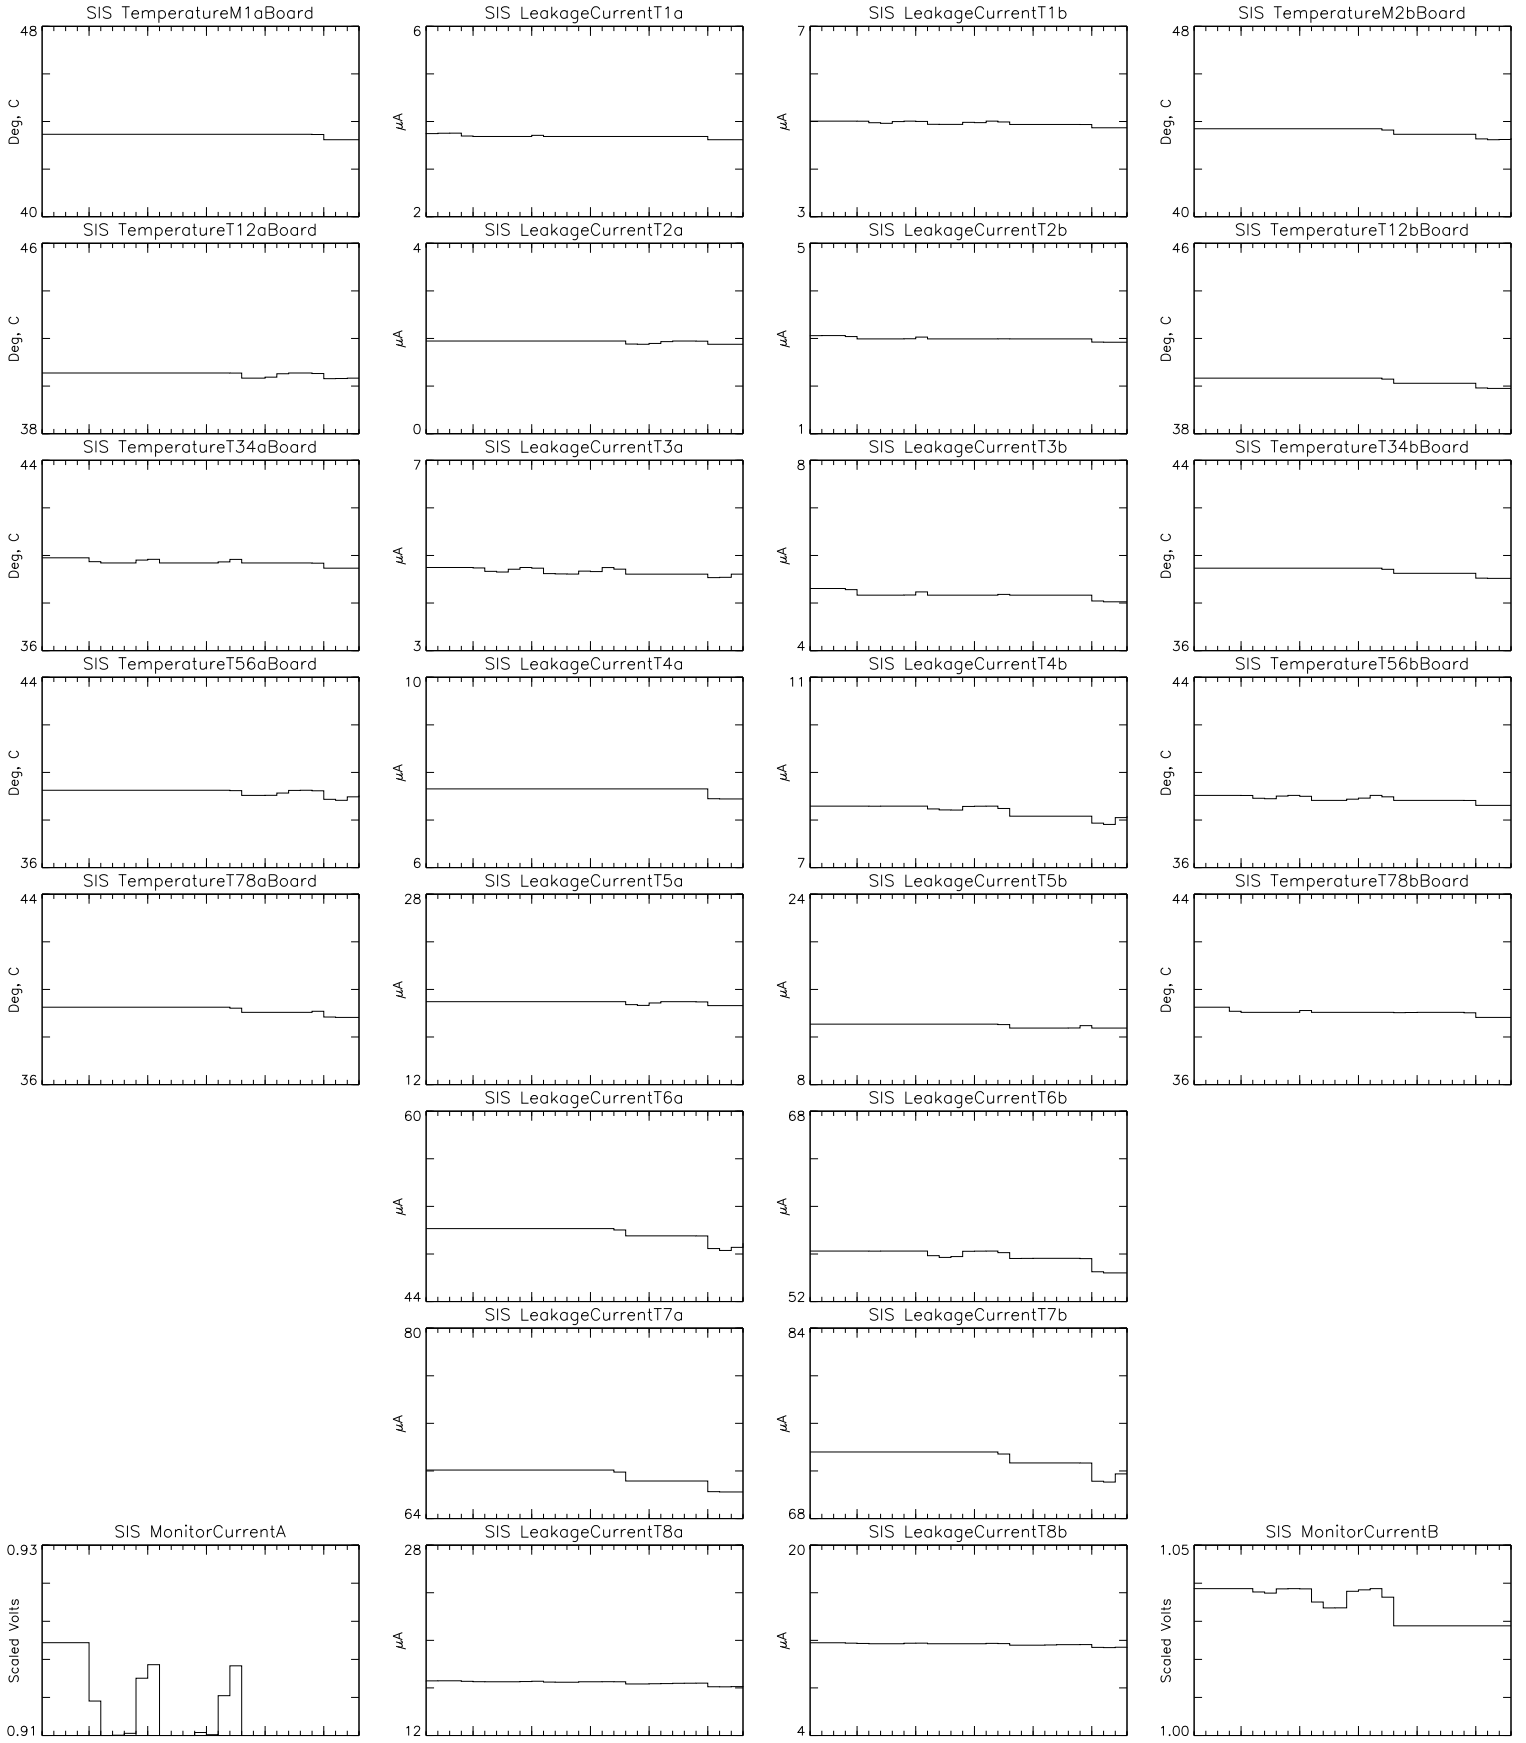 SIS TemperatureM1aBoard
48
Deg, C
40
SIS LeakageCurrentT1a
6
μA
2
SIS LeakageCurrentT1b
7
μA
3
SIS TemperatureM2bBoard
48
Deg, C
40
SIS TemperatureT12aBoard
46
Deg, C
38
SIS LeakageCurrentT2a
4
μA
0
SIS LeakageCurrentT2b
5
μA
1
SIS TemperatureT12bBoard
46
Deg, C
38
SIS TemperatureT34aBoard
44
Deg, C
36
SIS LeakageCurrentT3a
7
μA
3
SIS LeakageCurrentT3b
8
μA
4
SIS TemperatureT34bBoard
44
Deg, C
36
SIS TemperatureT56aBoard
44
Deg, C
36
SIS LeakageCurrentT4a
10
μA
6
SIS LeakageCurrentT4b
11
μA
7
SIS TemperatureT56bBoard
44
Deg, C
36
SIS TemperatureT78aBoard
44
Deg, C
36
SIS LeakageCurrentT5a
28
μA
12
SIS LeakageCurrentT5b
24
μA
8
SIS TemperatureT78bBoard
44
Deg, C
36
SIS LeakageCurrentT6a
60
μA
44
SIS LeakageCurrentT6b
68
μA
52
SIS LeakageCurrentT7a
80
μA
64
SIS LeakageCurrentT7b
84
μA
68
SIS MonitorCurrentA
0.93
Scaled Volts
0.91
SIS LeakageCurrentT8a
28
μA
12
SIS LeakageCurrentT8b
20
μA
4
SIS MonitorCurrentB
1.05
Scaled Volts
1.00